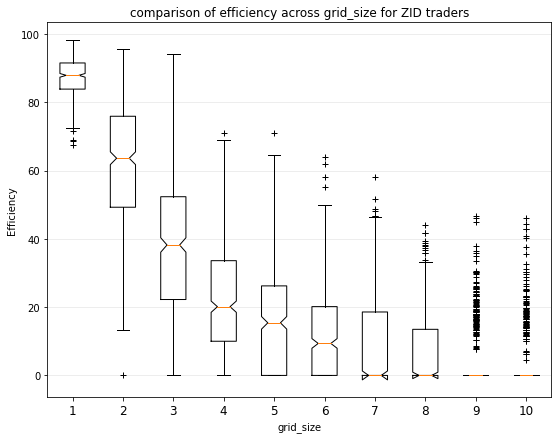 comparison of efficiency across grid_size for ZID traders
Efficiency
100
80
60
40
20
0
1 2 3 4 5 6 7 8 9 10
grid_size